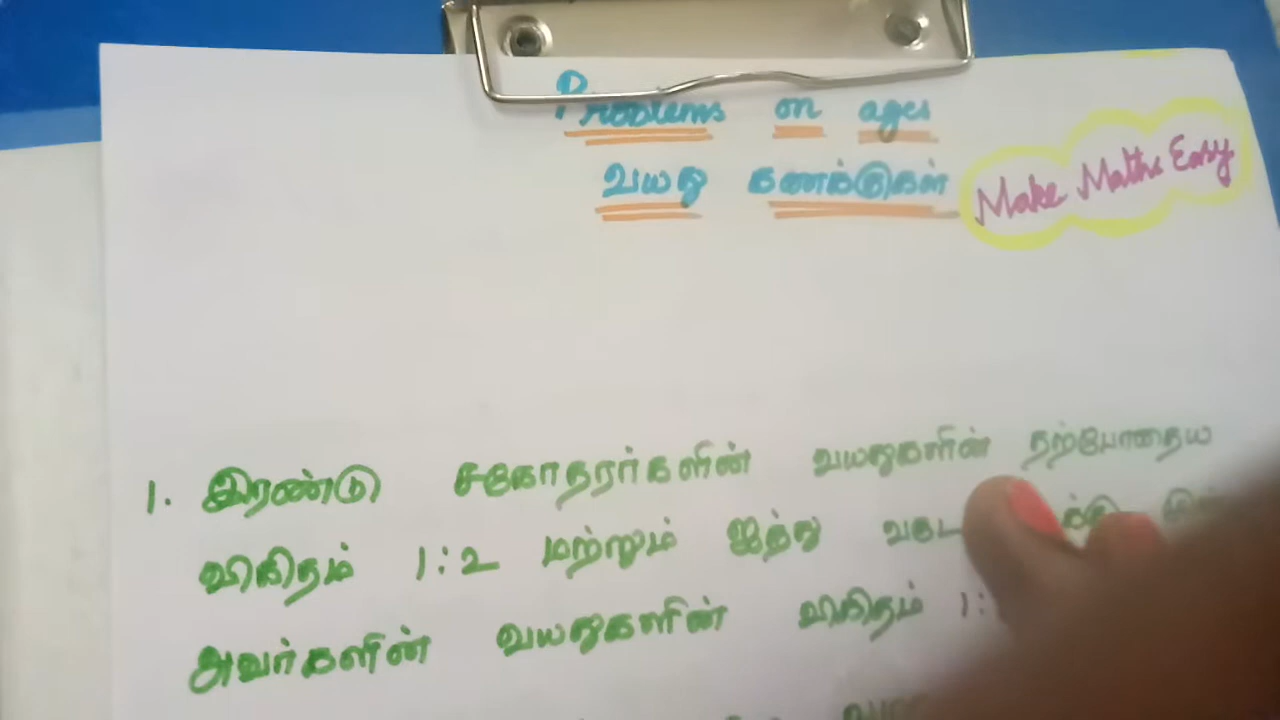 Problems on ages
வயது கணக்குகள்
Make Maths Easy
1. இரண்டு சகோதரர்களின் வயதுகளின் தற்போதைய
விகிதம் 1:2 மற்றும் ஐந்து
அவர்களின் வயதுகளின் விகிதம் 1: